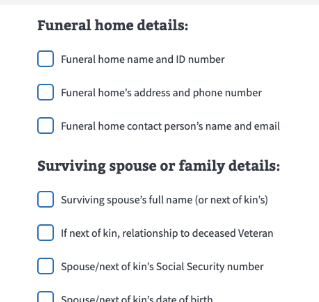 Funeral home details:
Funeral home name and ID number
Funeral home's address and phone number
Funeral home contact person's name and email
Surviving spouse or family details:
Surviving spouse's full name (or next of kin's)
If next of kin, relationship to deceased Veteran
Spouse/next of kin's Social Security number
Spouse/next of kin's date of birth